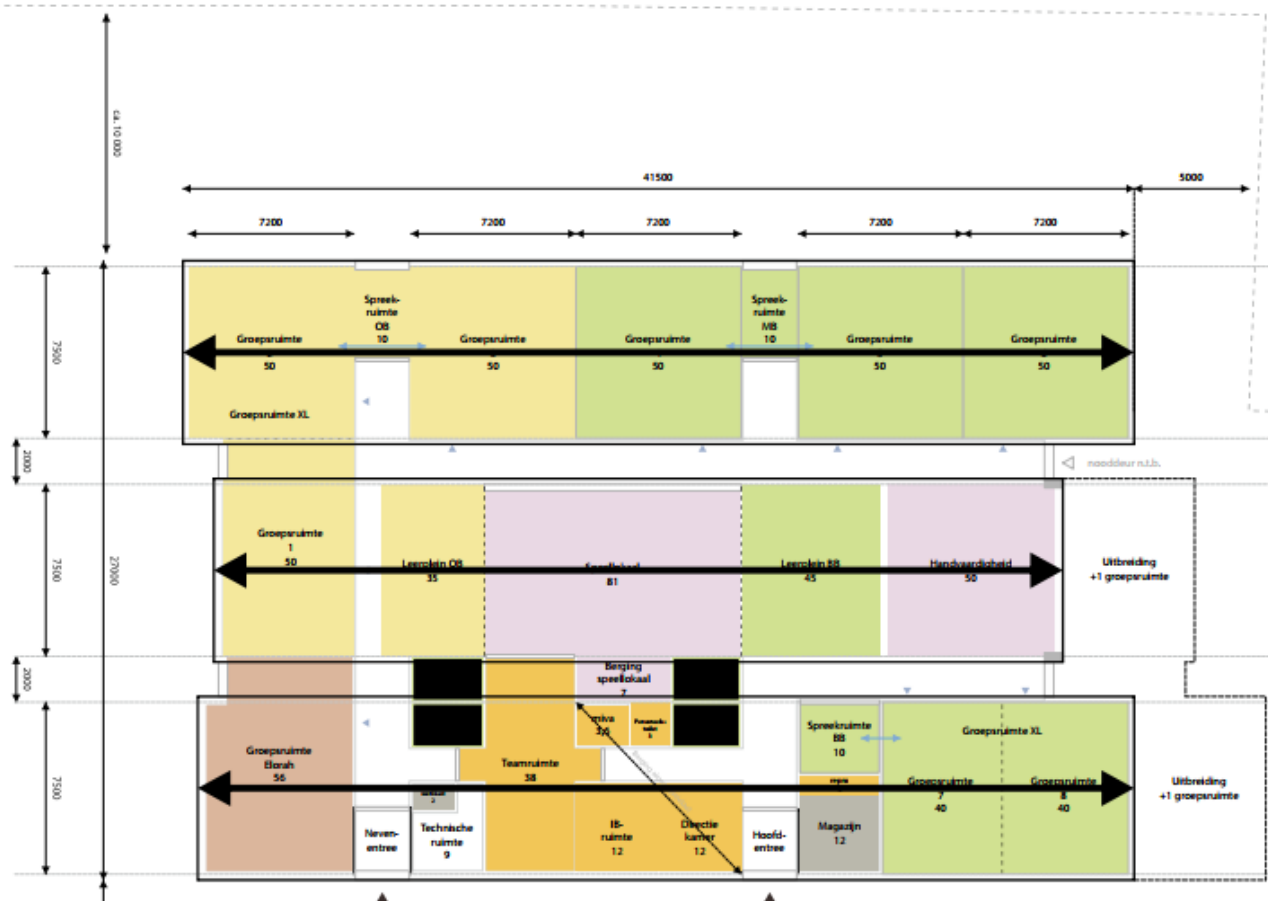 ca. 10.000
41500
5000
7200
7200
7200
7200
7200
7500
Groepsruimte
50
Groepsruimte XL
Spreek-
ruimte
OB
10
Groepsruimte
50
Groepsruimte
50
Spreek-
ruimte
MB
10
Groepsruimte
50
Groepsruimte
50
2000
nooddeur n.t.b.
27000
7500
Groepsruimte
1
50
Leerplein OB
35
81
Leerplein BB
45
Handvaardigheid
50
Uitbreiding
+1 groepsruimte
2000
Berging
speellokaal
7
7500
Groepsruimte
Elorah
56
miva
3,5
Teamruimte
38
Spreekruimte
BB
10
Groepsruimte XL
Groepsruimte
7
40
Groepsruimte
8
40
Uitbreiding
+1 groepsruimte
Neven-
entree
Technische
ruimte
9
IB-
ruimte
12
Directie
kamer
12
Hoofd-
entree
Magazijn
12